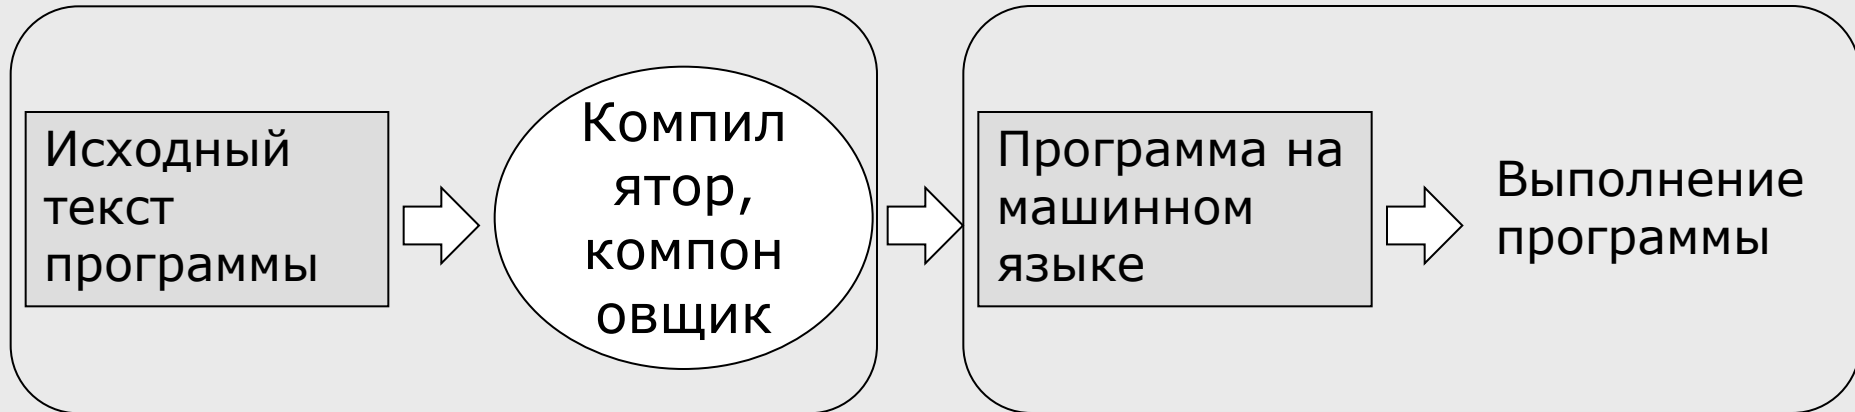 Исходный
текст
программы
Компил
ятор,
компон
овщик
Программа на
машинном
языке
Выполнение
программы